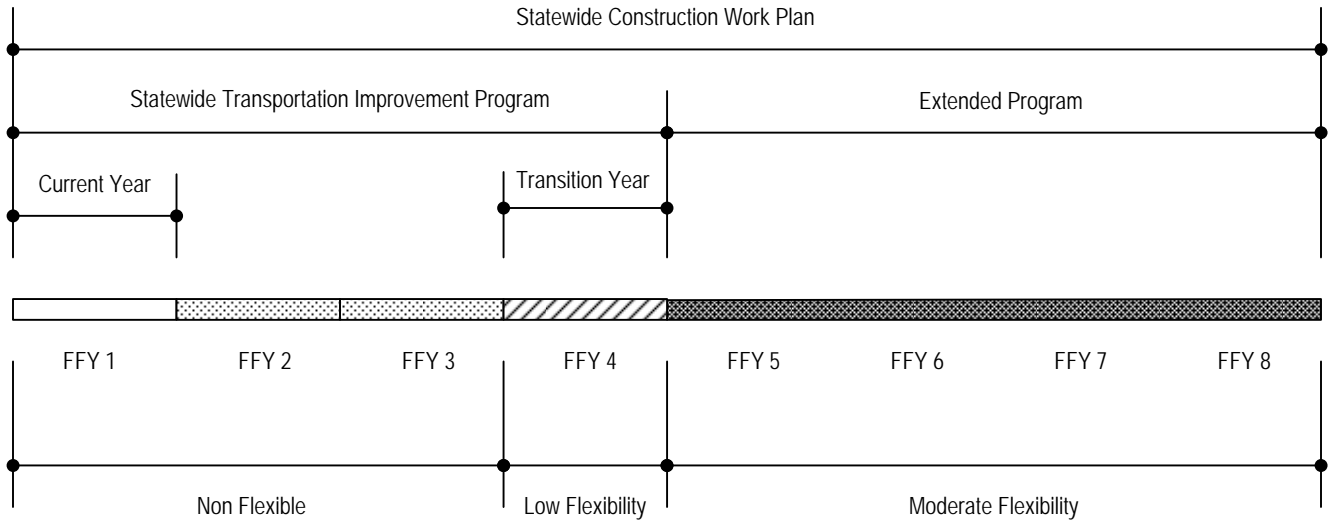 Statewide Construction Work Plan
Statewide Transportation Improvement Program
Extended Program
Current Year
Transition Year
FFY 1
FFY 2
FFY 3
FFY 4
FFY 5
FFY 6
FFY 7
FFY 8
Non Flexible
Low Flexibility
Moderate Flexibility